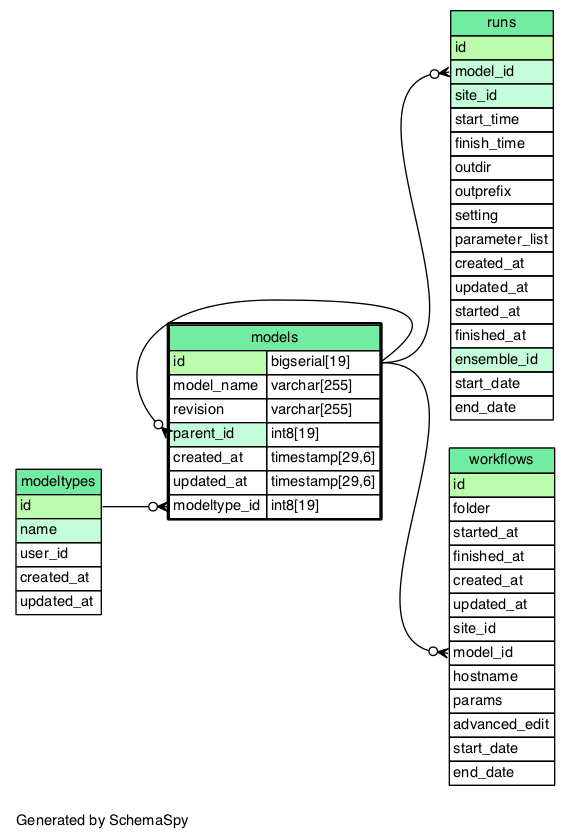 runs
id
model_id
site_id
start_time
finish_time
outdir
outprefix
setting
parameter_list
created_at
updated_at
started_at
finished_at
ensemble_id
start_date
end_date
models
id bigserial[19]
model_name varchar[255]
revision varchar[255]
parent_id int8[19]
created_at timestamp[29,6]
updated_at timestamp[29,6]
modeltype_id int8[19]
modeltypes
id
name
user_id
created_at
updated_at
workflows
id
folder
started_at
finished_at
created_at
updated_at
site_id
model_id
hostname
params
advanced_edit
start_date
end_date
Generated by SchemaSpy